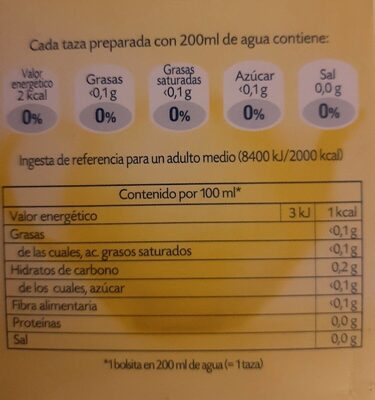 Cada taza preparada con 200ml de agua contiene:
Valor energético 2 kcal 0%
Grasas <0,1 g 0%
Grasas saturadas <0,1 g 0%
Azúcar <0,1 g 0%
Sal 0,0 g 0%
Ingesta de referencia para un adulto medio (8400 kJ/2000 kcal)
Contenido por 100 ml*
Valor energético 3 kJ 1 kcal
Grasas <0,1 g
de las cuales, ac. grasos saturados <0,1 g
Hidratos de carbono 0,2 g
de los cuales, azúcar <0,1 g
Fibra alimentaria <0,1 g
Proteínas 0,0 g
Sal 0,0 g
*1 bolsita en 200 ml de agua (= 1 taza)